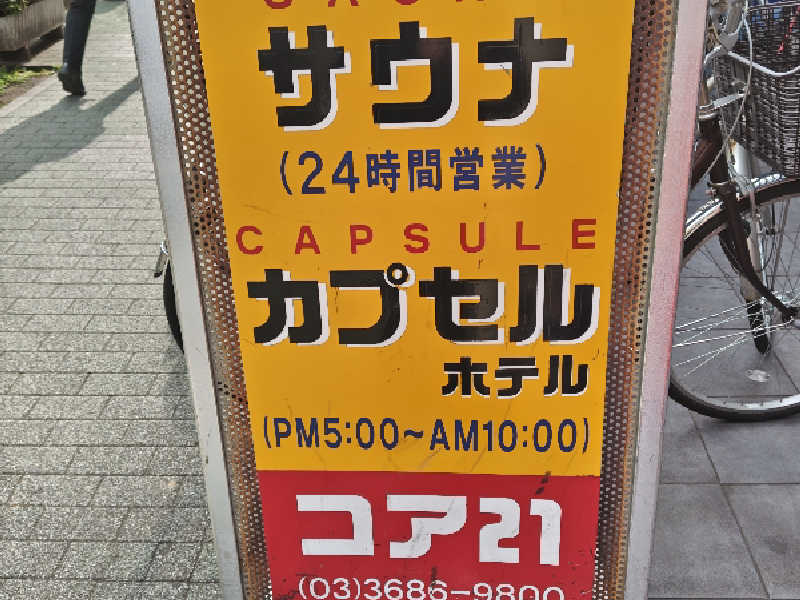 サウナ
(24時間営業)
CAPSULE
カプセル
ホテル
(PM5:00~AM10:00)
コア21
(03)3686-9800